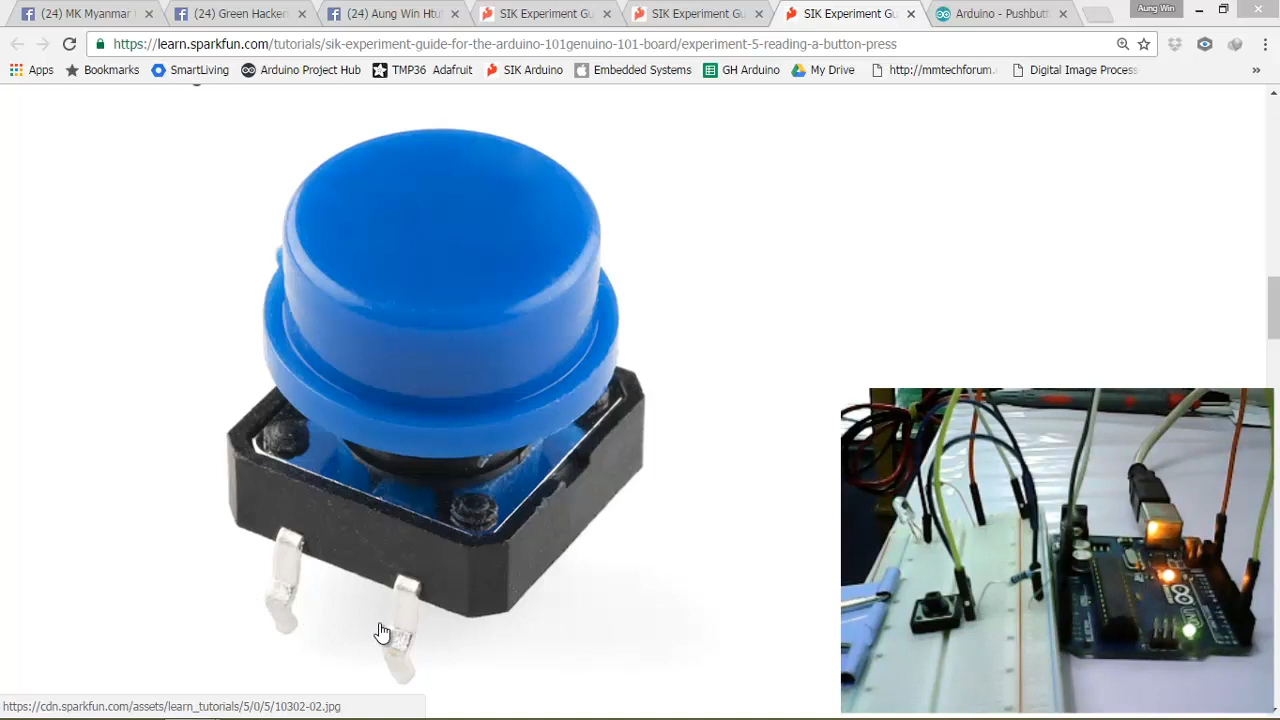 (24) MK Myanmar
(24) Green Hacker
(24) Aung Win Htut
SIK Experiment Gu
SIK Experiment Gu
SIK Experiment Gu
Arduino - Pushbutt
Aung Win
https://learn.sparkfun.com/tutorials/sik-experiment-guide-for-the-arduino-101genuino-101-board/experiment-5-reading-a-button-press
Apps
Bookmarks
SmartLiving
Arduino Project Hub
TMP36 Adafruit
SIK Arduino
Embedded Systems
GH Arduino
My Drive
http://mmtechforum.
Digital Image Process
https://cdn.sparkfun.com/assets/learn_tutorials/5/0/5/10302-02.jpg